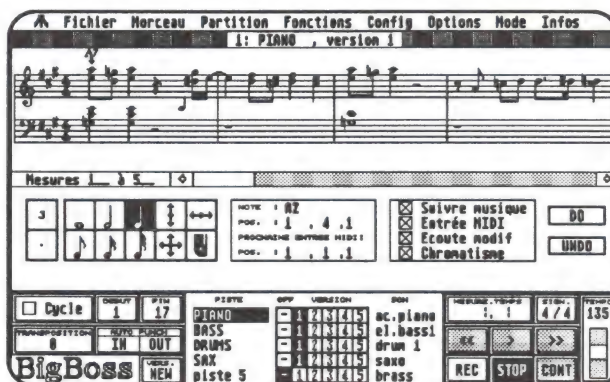 Fichier Morceau Partition Fonctions Config Options Mode Infos
1: PIANO , version 1
Mesures 1__ à 5__
NOTE : A2
POS. : 1 . 4 . 1
PROCHAINE ENTREE MIDI:
POS. : 1 . 1 . 1
Suivre musique
Entrée MIDI
Ecoute modif
Chromatisme
DO
UNDO
Cycle
DEBUT
1
FIN
17
TRANSPOSITION
0
AUTO PUNCH
IN OUT
BigBoss
VERS.
NEW
PISTE OFF VERSION SON
PIANO - 1 2 3 4 5 ac.piano
BASS - 1 2 3 4 5 el.bass1
DRUMS - 1 2 3 4 5 drum 1
SAX - 1 2 3 4 5 saxo
piste 5 - 1 2 3 4 5 brass
MESURE.TEMPS
1, 1
SIGN.
4/4
TEMPO
135
<< > >>
REC STOP CONT